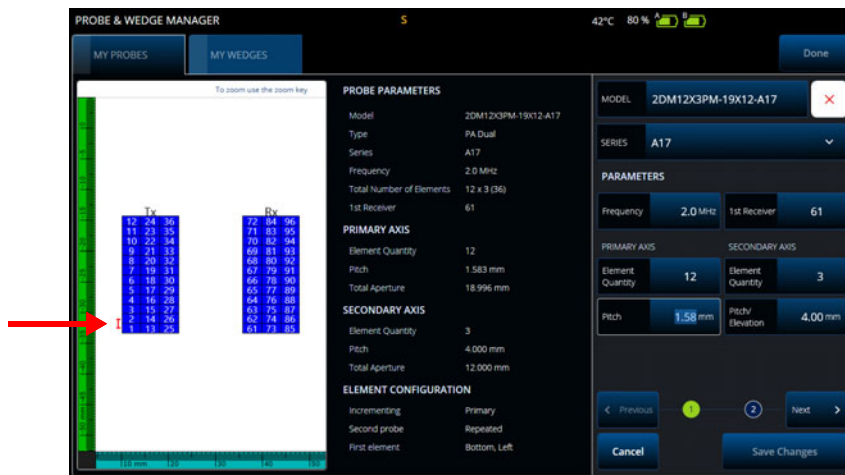 PROBE & WEDGE MANAGER S 42°C 80 % A B
MY PROBES MY WEDGES Done
To zoom use the zoom key
Tx Rx
12 24 36 72 84 96
11 23 35 71 83 95
10 22 34 70 82 94
9 21 33 69 81 93
8 20 32 68 80 92
7 19 31 67 79 91
6 18 30 66 78 90
5 17 29 65 77 89
4 16 28 64 76 88
3 15 27 63 75 87
2 14 26 62 74 86
1 13 25 61 73 85
|10 mm |20 |30 |40 |50
PROBE PARAMETERS
Model 2DM12X3PM-19X12-A17
Type PA Dual
Series A17
Frequency 2.0 MHz
Total Number of Elements 12 x 3 (36)
1st Receiver 61
PRIMARY AXIS
Element Quantity 12
Pitch 1.583 mm
Total Aperture 18.996 mm
SECONDARY AXIS
Element Quantity 3
Pitch 4.000 mm
Total Aperture 12.000 mm
ELEMENT CONFIGURATION
Incrementing Primary
Second probe Repeated
First element Bottom, Left
MODEL 2DM12X3PM-19X12-A17
SERIES A17
PARAMETERS
Frequency 2.0 MHz 1st Receiver 61
PRIMARY AXIS SECONDARY AXIS
Element Quantity 12 Element Quantity 3
Pitch 1.58 mm Pitch/ Elevation 4.00 mm
< Previous 1 2 Next >
Cancel Save Changes